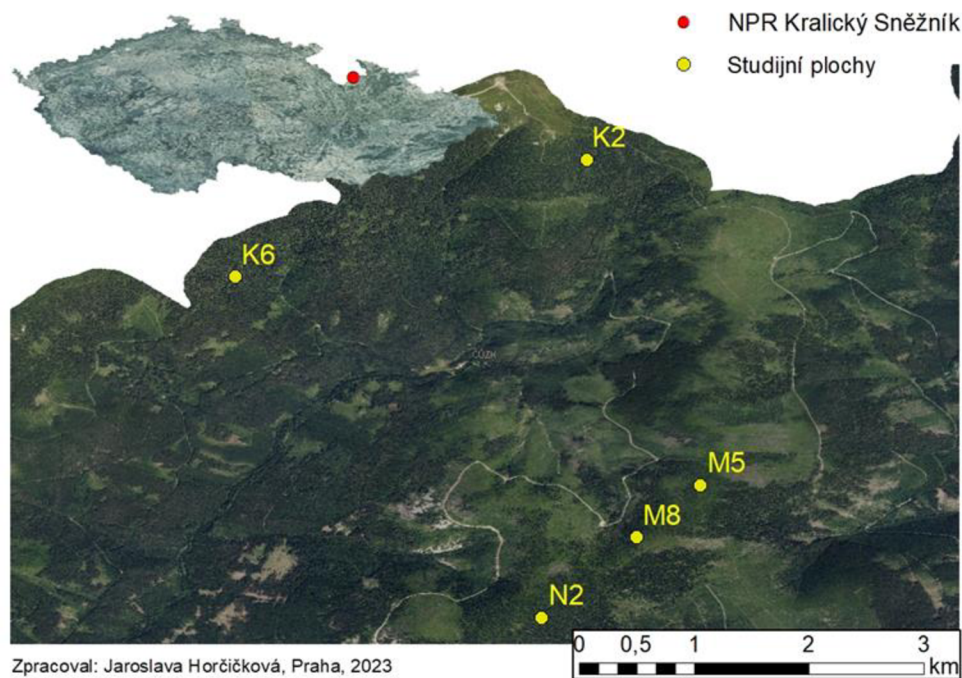 NPR Kralický Sněžník
Studijní plochy
K2
K6
ČÚZK
M5
M8
N2
0 0,5 1 2 3
km
Zpracoval: Jaroslava Horčičková, Praha, 2023